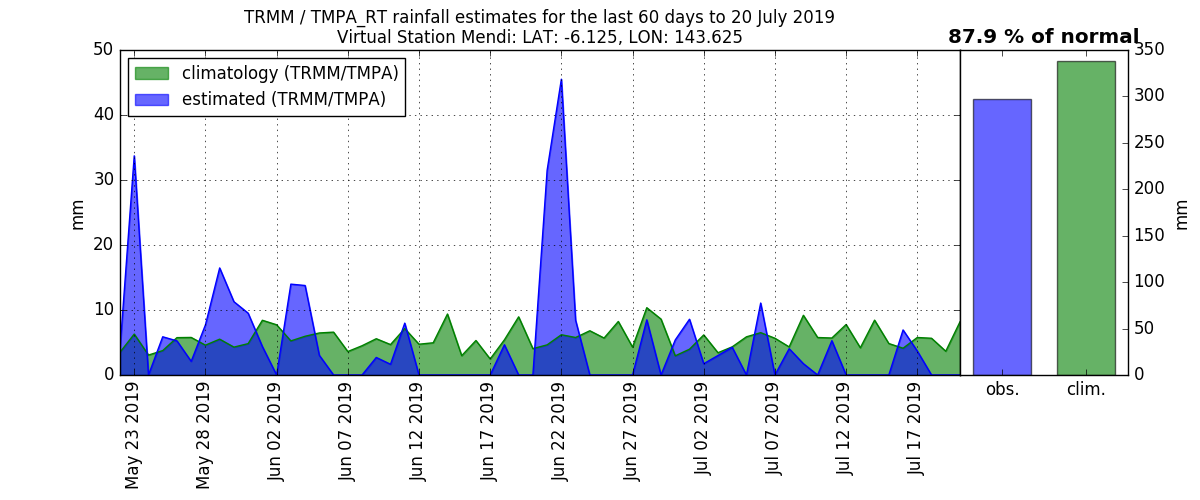 TRMM / TMPA_RT rainfall estimates for the last 60 days to 20 July 2019
Virtual Station Mendi: LAT: -6.125, LON: 143.625
87.9 % of normal
climatology (TRMM/TMPA)
estimated (TRMM/TMPA)
50
40
30
20
10
0
mm
May 23 2019
May 28 2019
Jun 02 2019
Jun 07 2019
Jun 12 2019
Jun 17 2019
Jun 22 2019
Jun 27 2019
Jul 02 2019
Jul 07 2019
Jul 12 2019
Jul 17 2019
obs.
clim.
350
300
250
200
150
100
50
0
mm